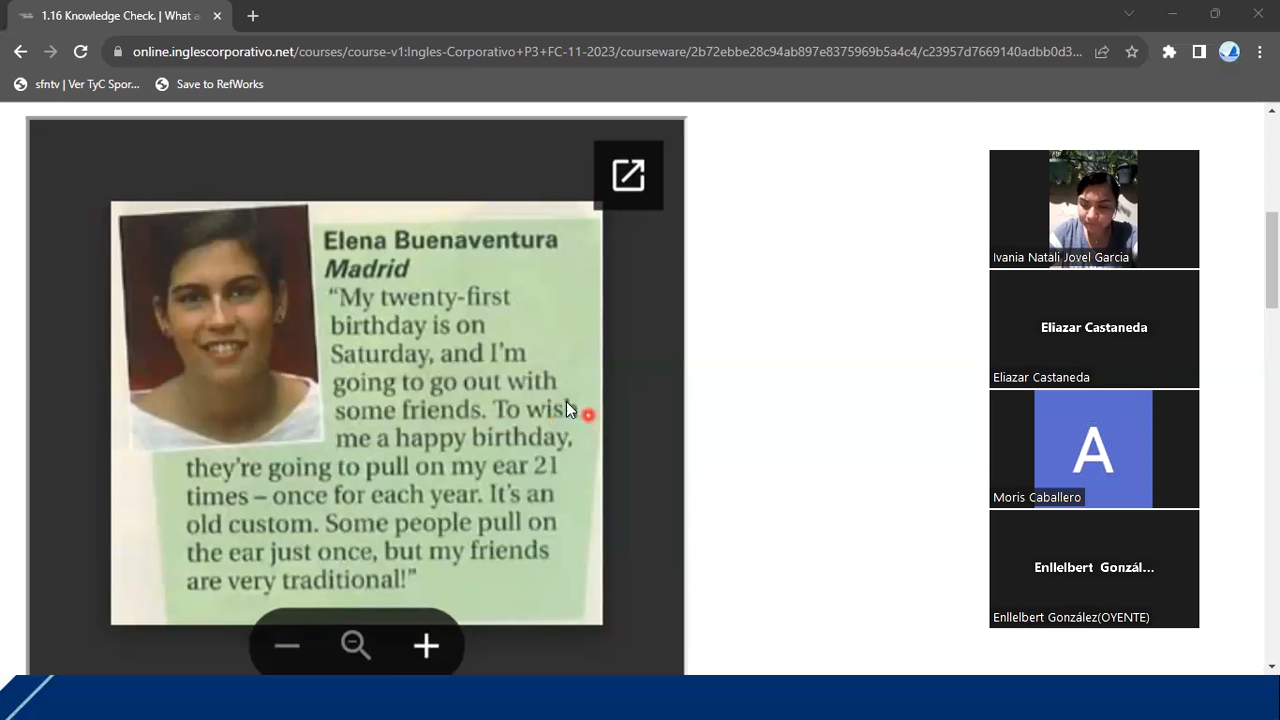 1.16 Knowledge Check. | What a
online.inglescorporativo.net/courses/course-v1:Ingles-Corporativo+P3+FC-11-2023/courseware/2b72ebbe28c94ab897e8375969b5a4c4/c23957d7669140adbb0d3...
sfntv | Ver TyC Spor...
Save to RefWorks
Elena Buenaventura
Madrid
"My twenty-first
birthday is on
Saturday, and I'm
going to go out with
some friends. To wish
me a happy birthday,
they're going to pull on my ear 21
times – once for each year. It's an
old custom. Some people pull on
the ear just once, but my friends
are very traditional!"
Ivania Natali Jovel Garcia
Eliazar Castaneda
Eliazar Castaneda
A
Moris Caballero
Enllelbert Gonzál...
Enllelbert González(OYENTE)